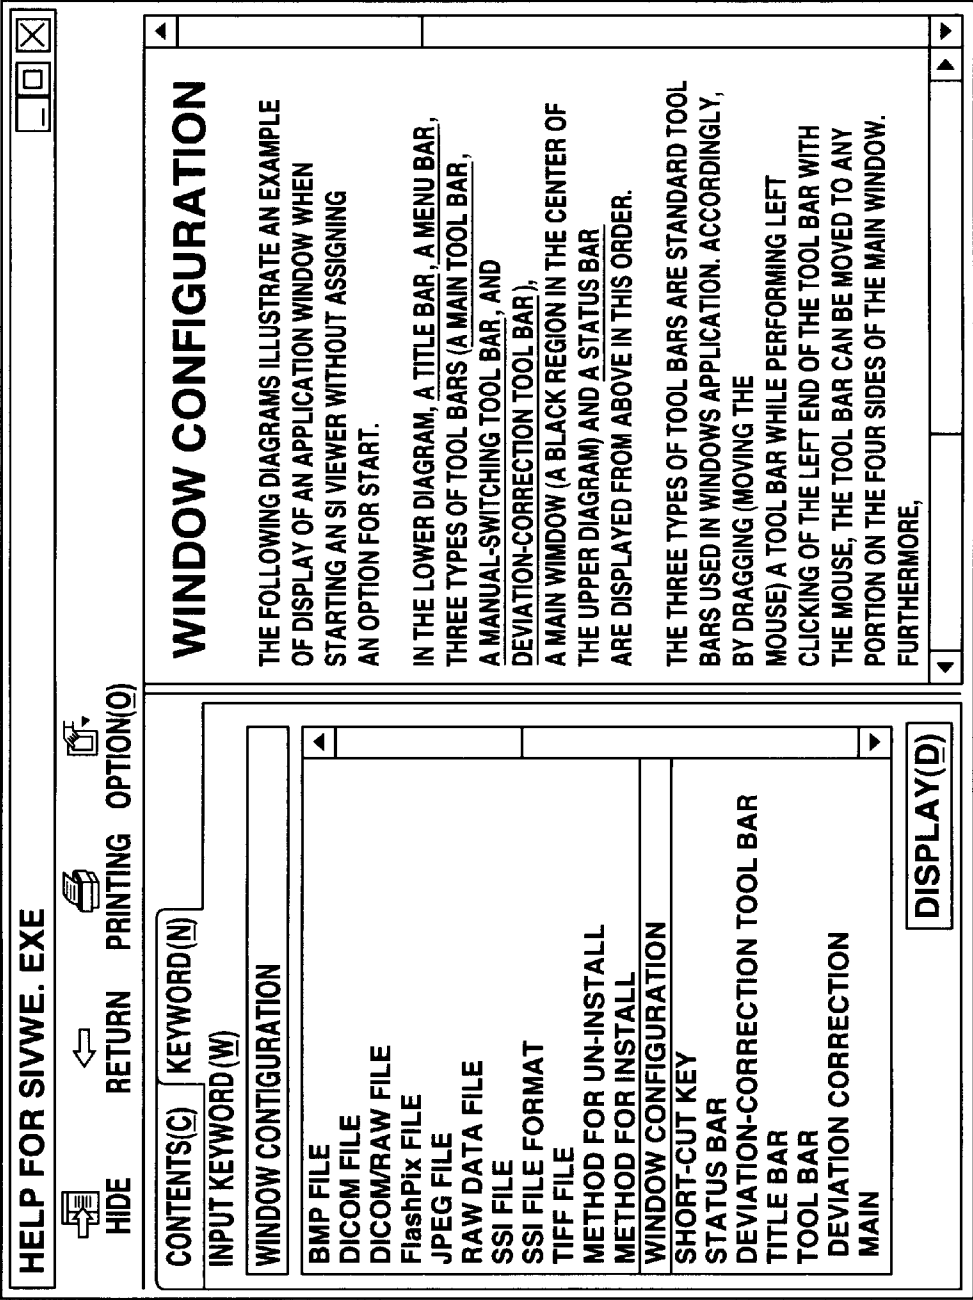 HELP FOR SIVWE. EXE
HIDE RETURN PRINTING OPTION(O)
CONTENTS(C) KEYWORD(N)
INPUT KEYWORD(W)
WINDOW CONTIGURATION
BMP FILE
DICOM FILE
DICOM/RAW FILE
FlashPix FILE
JPEG FILE
RAW DATA FILE
SSI FILE
SSI FILE FORMAT
TIFF FILE
METHOD FOR UN-INSTALL
METHOD FOR INSTALL
WINDOW CONFIGURATION
SHORT-CUT KEY
STATUS BAR
DEVIATION-CORRECTION TOOL BAR
TITLE BAR
TOOL BAR
DEVIATION CORRECTION
MAIN
DISPLAY(D)
WINDOW CONFIGURATION
THE FOLLOWING DIAGRAMS ILLUSTRATE AN EXAMPLE
OF DISPLAY OF AN APPLICATION WINDOW WHEN
STARTING AN SI VIEWER WITHOUT ASSIGNING
AN OPTION FOR START.
IN THE LOWER DIAGRAM, A TITLE BAR, A MENU BAR,
THREE TYPES OF TOOL BARS (A MAIN TOOL BAR,
A MANUAL-SWITCHING TOOL BAR, AND
DEVIATION-CORRECTION TOOL BAR),
A MAIN WIMDOW (A BLACK REGION IN THE CENTER OF
THE UPPER DIAGRAM) AND A STATUS BAR
ARE DISPLAYED FROM ABOVE IN THIS ORDER.
THE THREE TYPES OF TOOL BARS ARE STANDARD TOOL
BARS USED IN WINDOWS APPLICATION. ACCORDINGLY,
BY DRAGGING (MOVING THE
MOUSE) A TOOL BAR WHILE PERFORMING LEFT
CLICKING OF THE LEFT END OF THE TOOL BAR WITH
THE MOUSE, THE TOOL BAR CAN BE MOVED TO ANY
PORTION ON THE FOUR SIDES OF THE MAIN WINDOW.
FURTHERMORE,